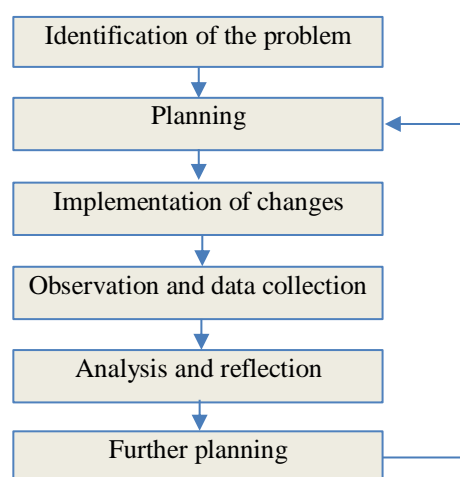 Identification of the problem
Planning
Implementation of changes
Observation and data collection
Analysis and reflection
Further planning